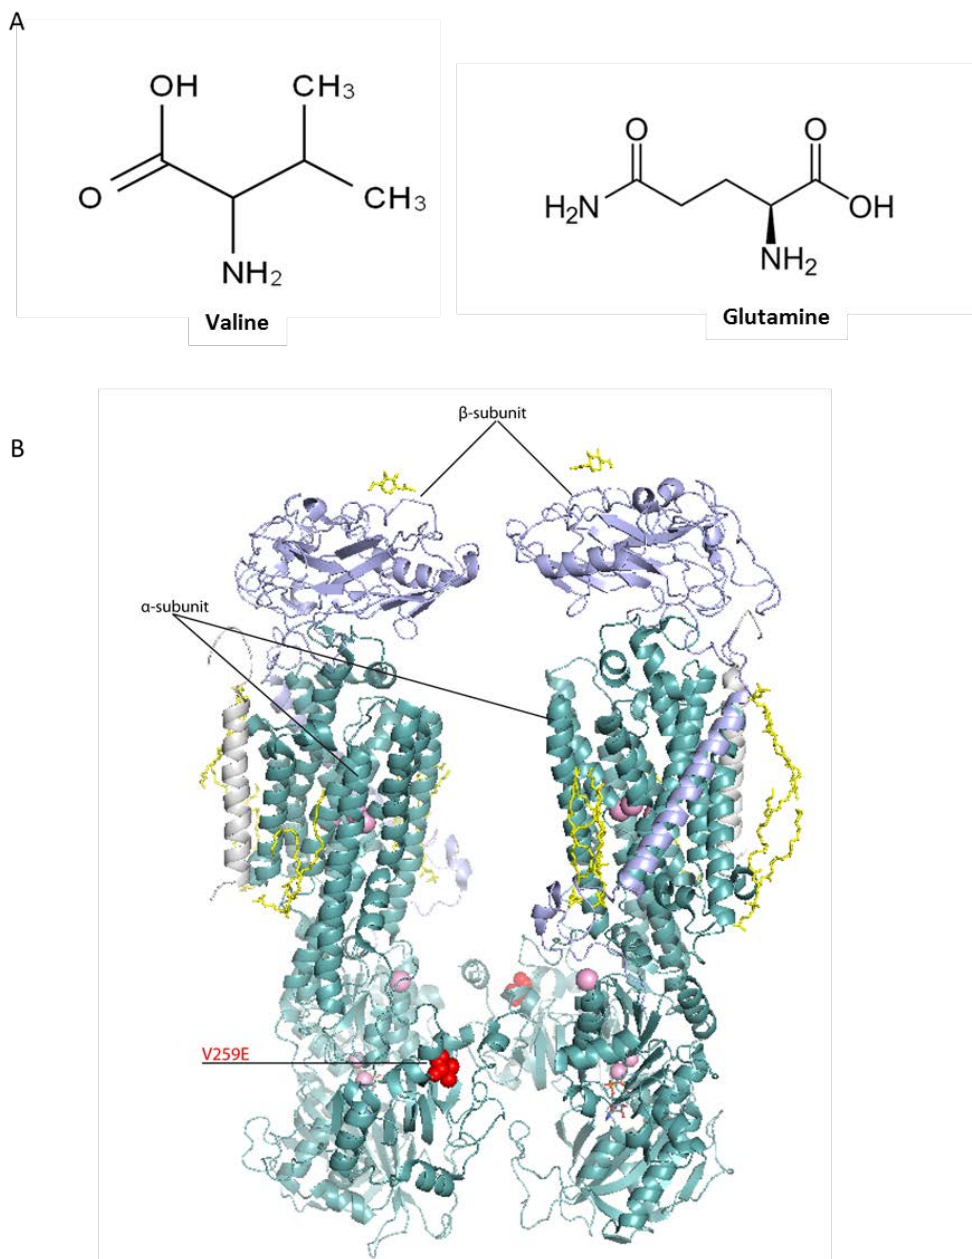 A
OH
CH3
O
CH3
NH2
Valine
O
O
H2N
OH
NH2
Glutamine
B
β-subunit
α-subunit
V259E